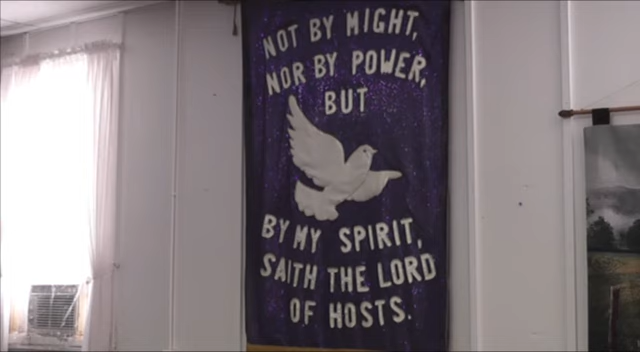 NOT BY MIGHT,
NOR BY POWER,
BUT
BY MY SPIRIT,
SAITH THE LORD
OF HOSTS.